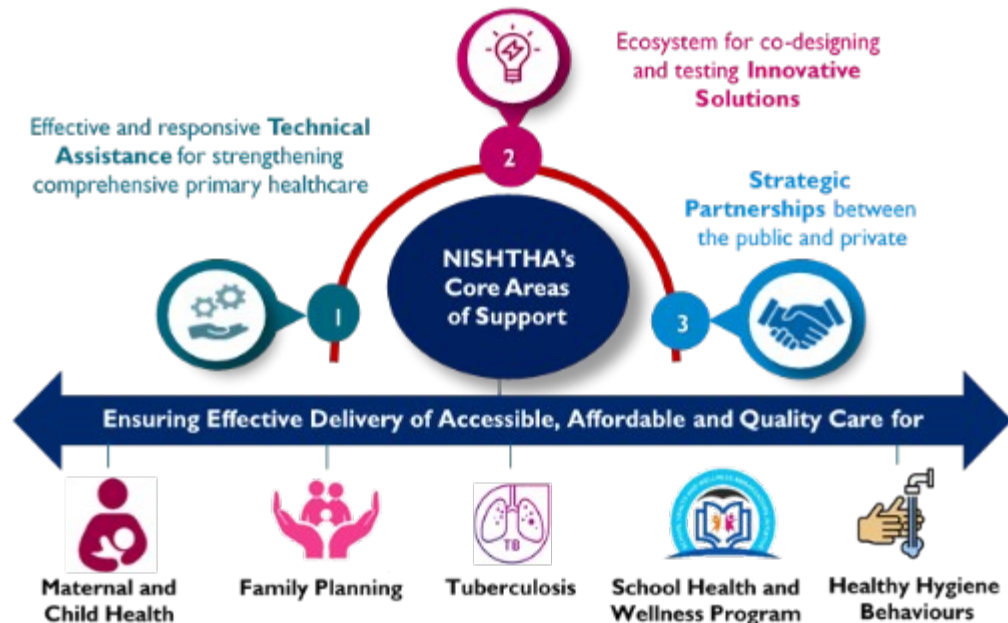 Ecosystem for co-designing
and testing Innovative
Solutions
Effective and responsive Technical
Assistance for strengthening
comprehensive primary healthcare
2
Strategic
Partnerships between
the public and private
NISHTHA's
Core Areas
of Support
1
3
Ensuring Effective Delivery of Accessible, Affordable and Quality Care for
TB
Maternal and
Child Health
Family Planning
Tuberculosis
School Health and
Wellness Program
Healthy Hygiene
Behaviours